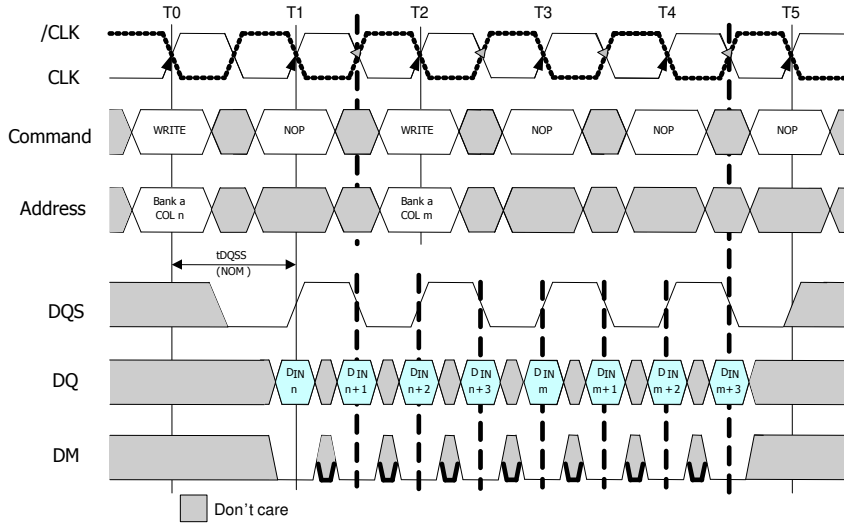 T0 T1 T2 T3 T4 T5
/CLK
CLK
Command WRITE NOP WRITE NOP NOP NOP
Address Bank a COL n Bank a COL m
tDQSS
(NOM )
DQS
DQ DIN n DIN n+1 DIN n+2 DIN n+3 DIN m DIN m+1 DIN m+2 DIN m+3
DM
Don't care